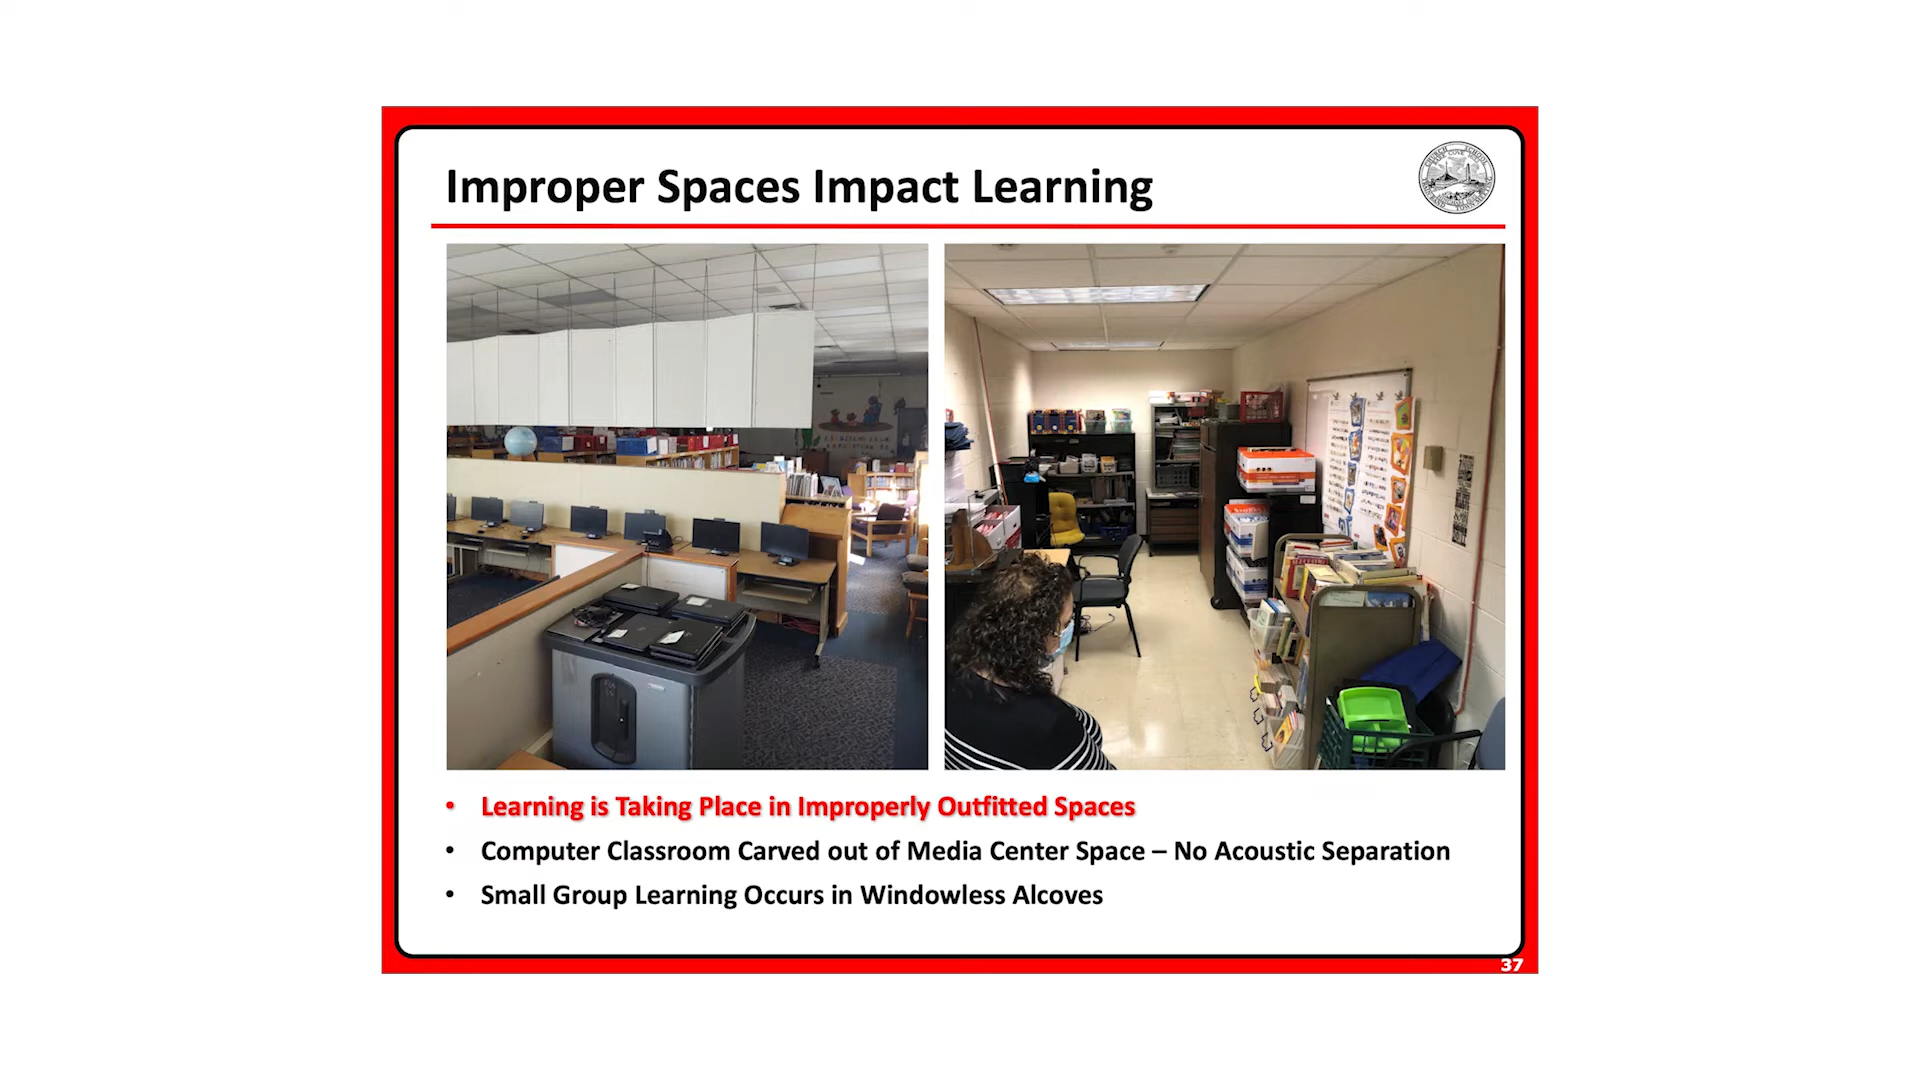 Improper Spaces Impact Learning
• Learning is Taking Place in Improperly Outfitted Spaces
• Computer Classroom Carved out of Media Center Space – No Acoustic Separation
• Small Group Learning Occurs in Windowless Alcoves
37